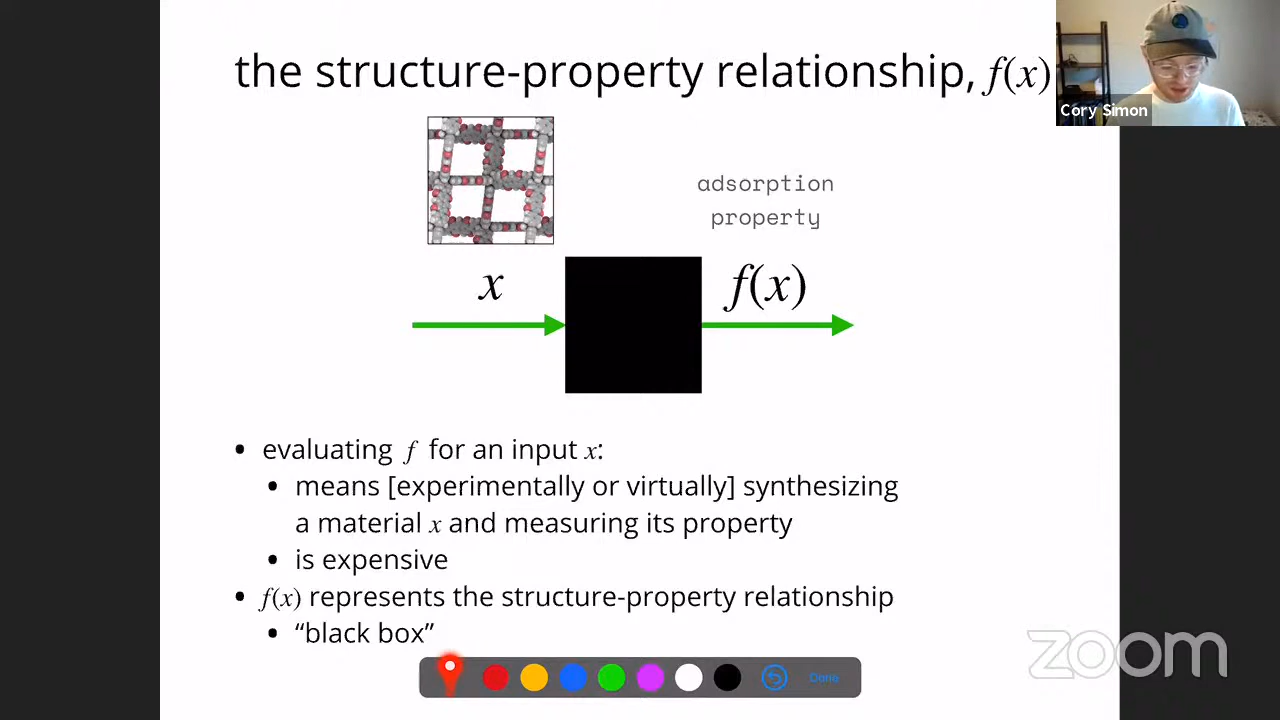 the structure-property relationship, f(x)
Cory Simon
adsorption
property
x
f(x)
• evaluating f for an input x:
• means [experimentally or virtually] synthesizing
a material x and measuring its property
• is expensive
• f(x) represents the structure-property relationship
• “black box”
zoom
Done